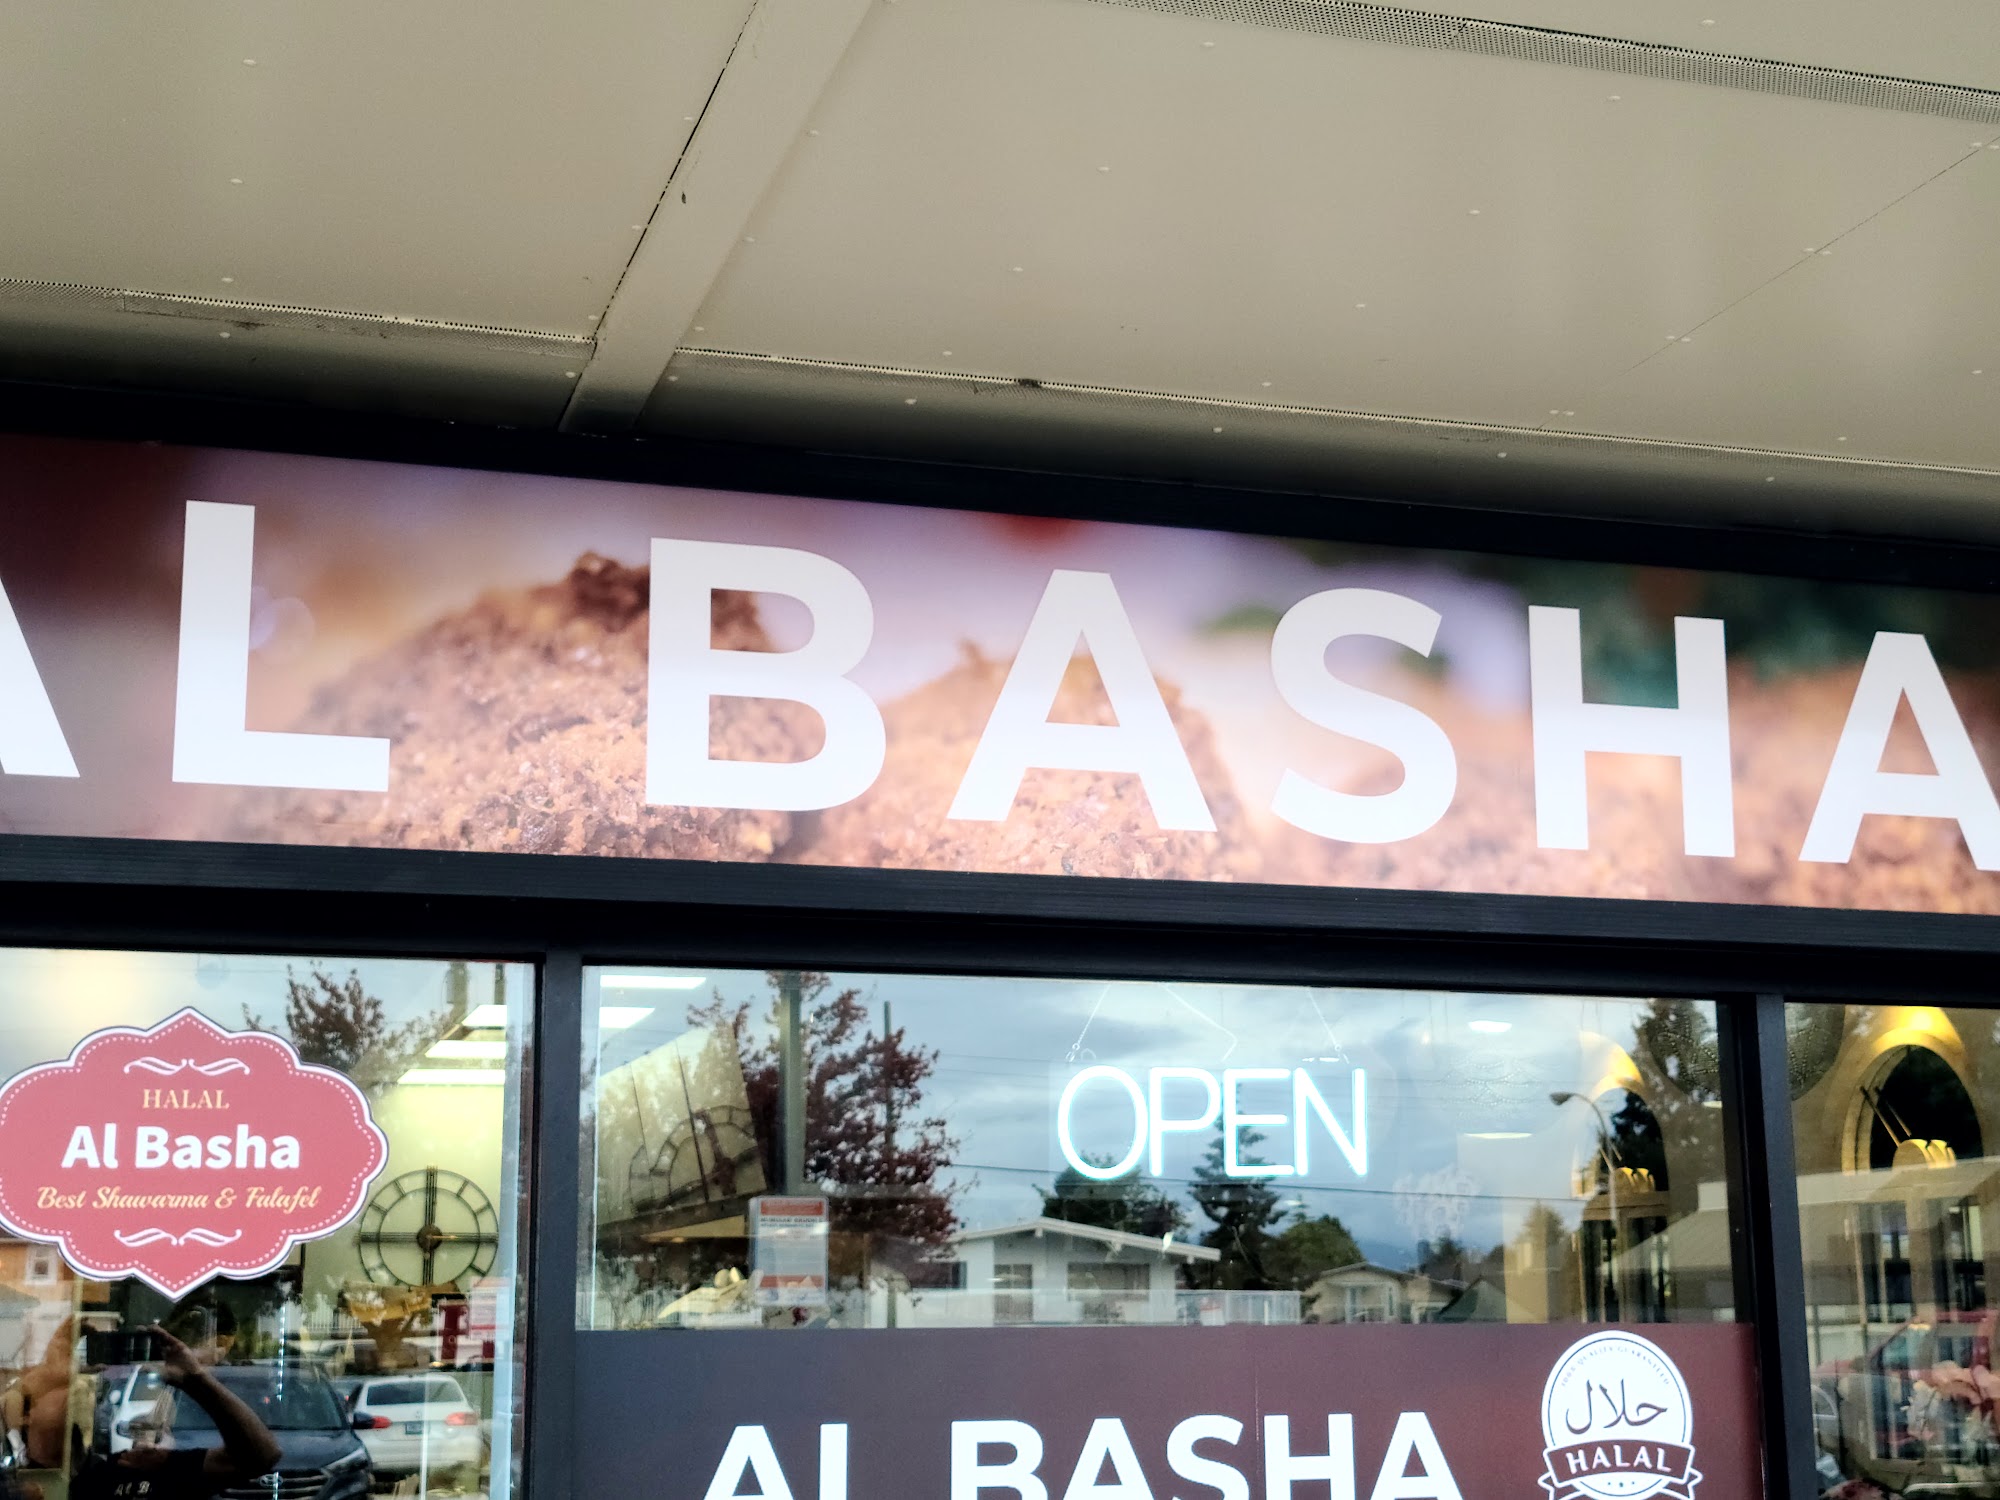 AL BASHA
HALAL
Al Basha
Best Shawarma & Falafel
OPEN
AL BASHA
حلال
HALAL